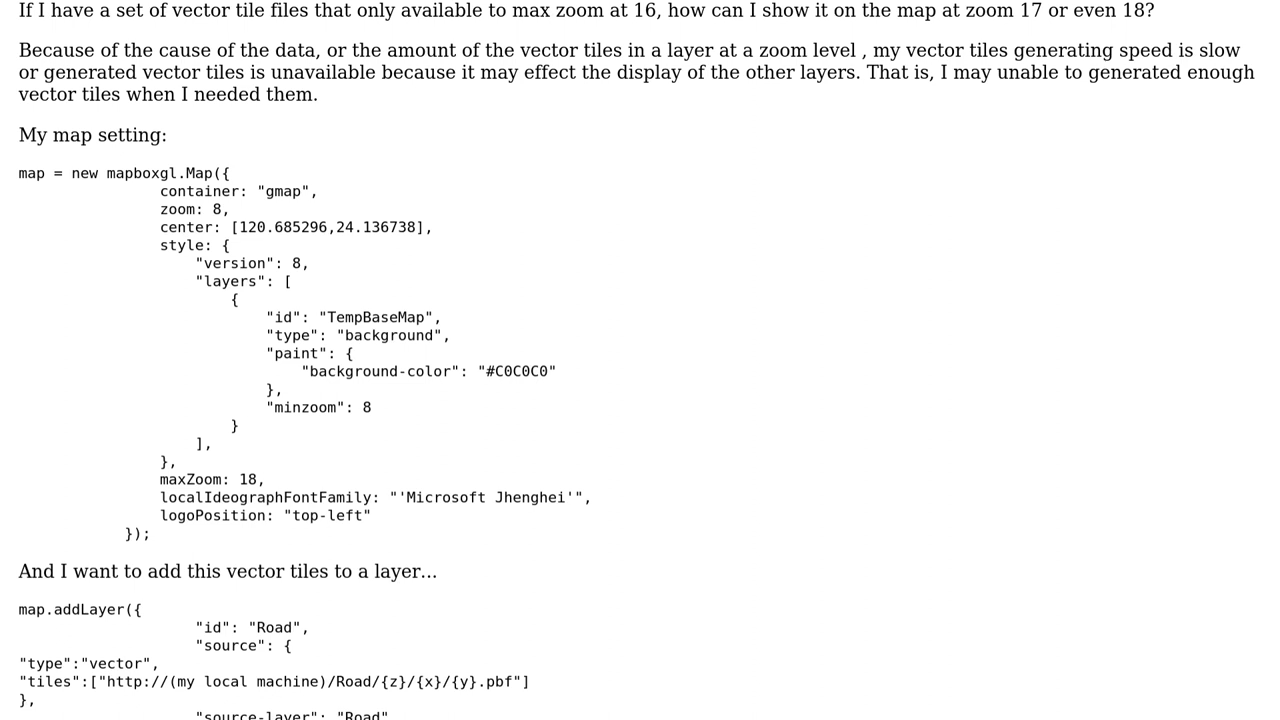 If I have a set of vector tile files that only available to max zoom at 16, how can I show it on the map at zoom 17 or even 18?
Because of the cause of the data, or the amount of the vector tiles in a layer at a zoom level , my vector tiles generating speed is slow
or generated vector tiles is unavailable because it may effect the display of the other layers. That is, I may unable to generated enough
vector tiles when I needed them.
My map setting:
map = new mapboxgl.Map({
container: "gmap",
zoom: 8,
center: [120.685296,24.136738],
style: {
"version": 8,
"layers": [
{
"id": "TempBaseMap",
"type": "background",
"paint": {
"background-color": "#C0C0C0"
},
"minzoom": 8
}
],
},
maxZoom: 18,
localIdeographFontFamily: "'Microsoft Jhenghei'",
logoPosition: "top-left"
});
And I want to add this vector tiles to a layer...
map.addLayer({
"id": "Road",
"source": {
"type":"vector",
"tiles":["http://(my local machine)/Road/{z}/{x}/{y}.pbf"]
},
"source-layer": "Road"